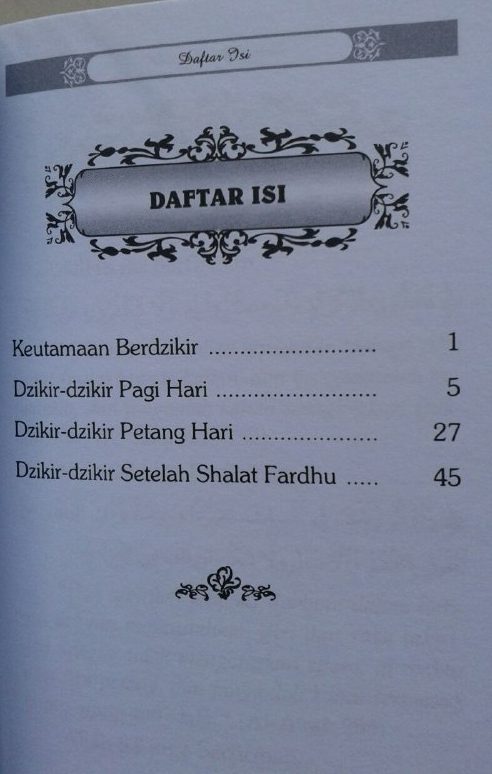 Daftar Isi
DAFTAR ISI
Keutamaan Berdzikir ........................... 1
Dzikir-dzikir Pagi Hari .......................... 5
Dzikir-dzikir Petang Hari ...................... 27
Dzikir-dzikir Setelah Shalat Fardhu ..... 45